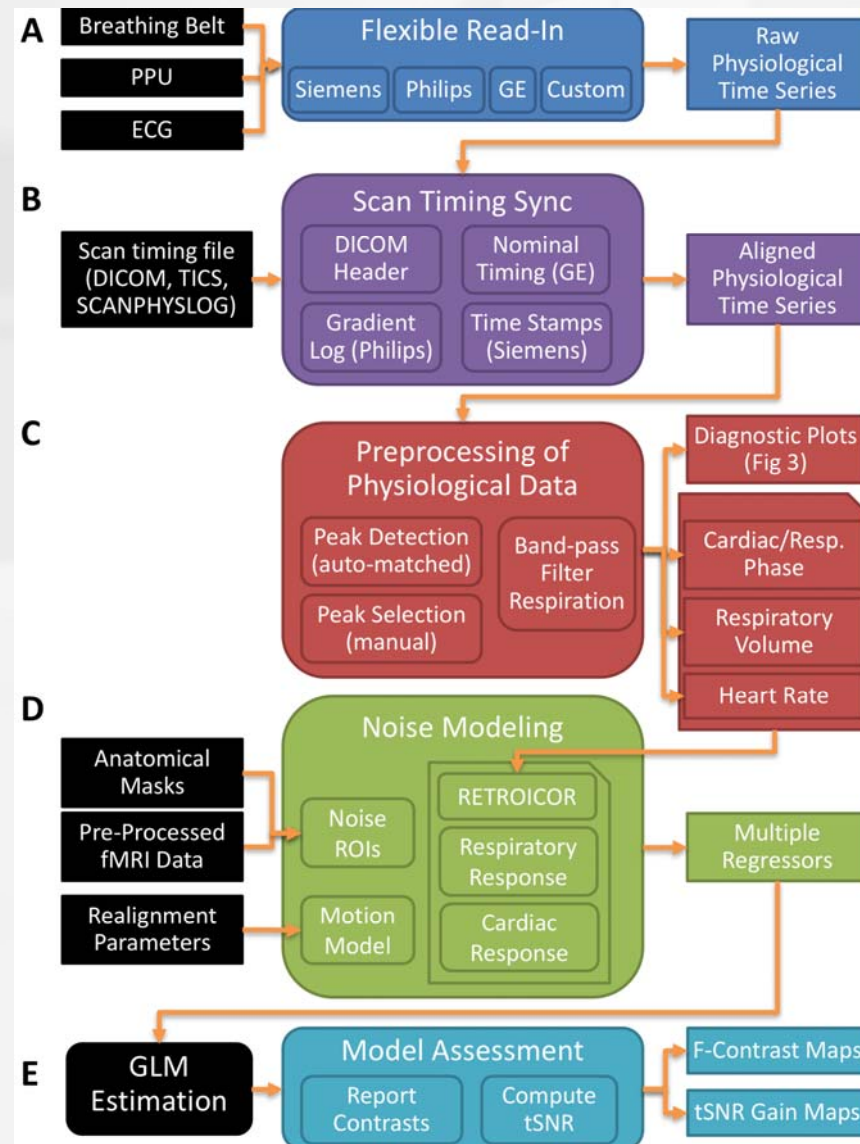 A
Breathing Belt
PPU
ECG
Flexible Read-In
Siemens
Philips
GE
Custom
Raw
Physiological
Time Series
B
Scan timing file
(DICOM, TICS,
SCANPHYSLOG)
Scan Timing Sync
DICOM
Header
Nominal
Timing (GE)
Gradient
Log (Philips)
Time Stamps
(Siemens)
Aligned
Physiological
Time Series
C
Preprocessing of
Physiological Data
Peak Detection
(auto-matched)
Peak Selection
(manual)
Band-pass
Filter
Respiration
Diagnostic Plots
(Fig 3)
Cardiac/Resp.
Phase
Respiratory
Volume
Heart Rate
D
Anatomical
Masks
Pre-Processed
fMRI Data
Realignment
Parameters
Noise Modeling
Noise
ROIs
Motion
Model
RETROICOR
Respiratory
Response
Cardiac
Response
Multiple
Regressors
E
GLM
Estimation
Model Assessment
Report
Contrasts
Compute
tSNR
F-Contrast Maps
tSNR Gain Maps